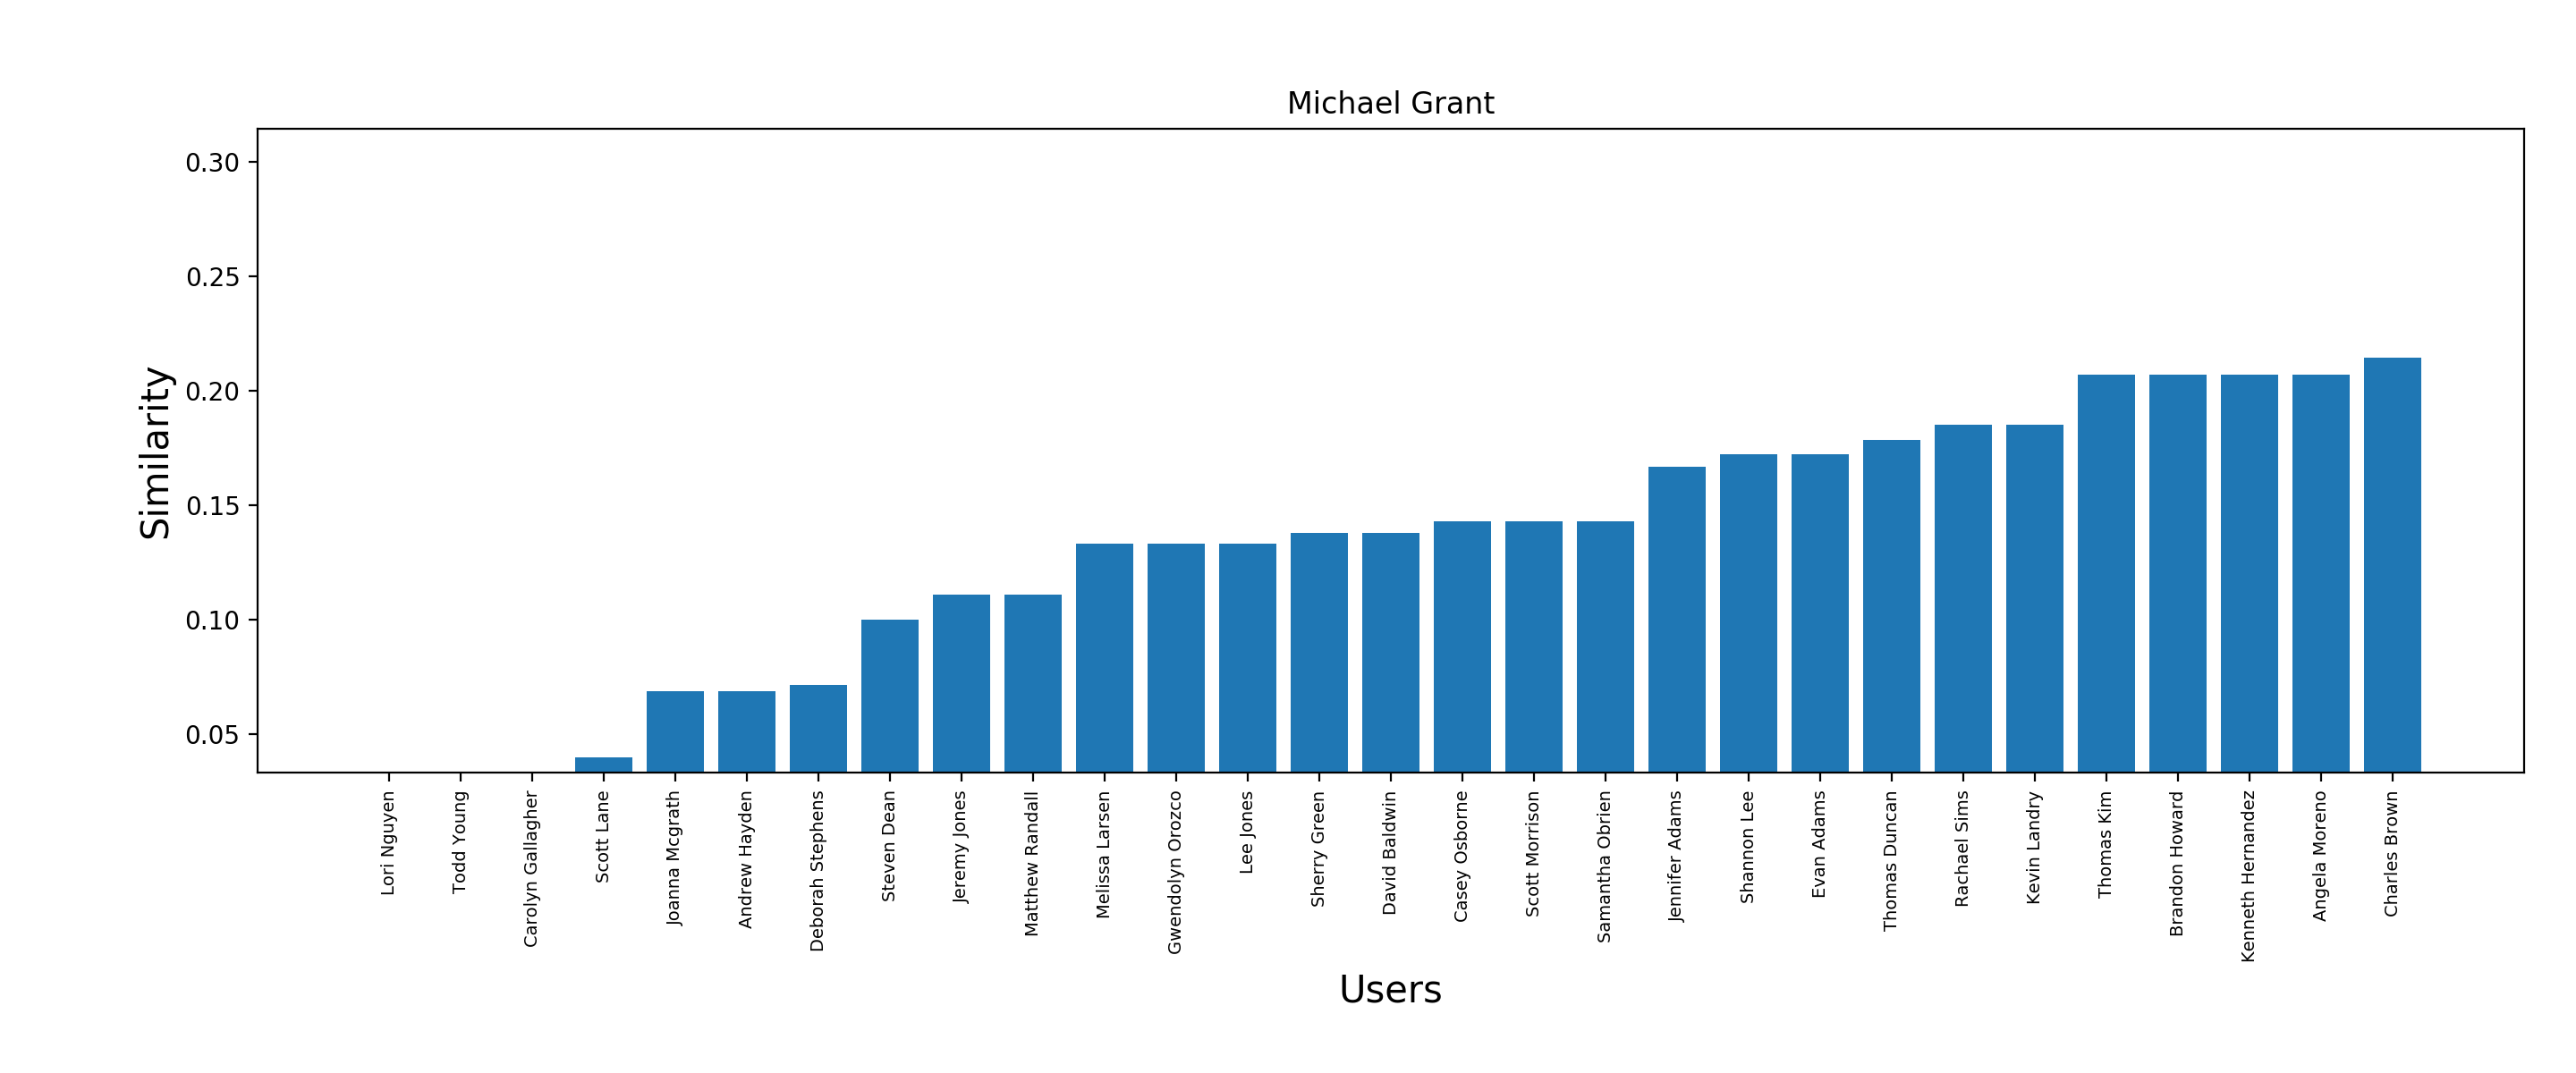 Michael Grant
0.30
0.25
0.20
0.15
0.10
0.05
Similarity
Lori Nguyen
Todd Young
Carolyn Gallagher
Scott Lane
Joanna Mcgrath
Andrew Hayden
Deborah Stephens
Steven Dean
Jeremy Jones
Matthew Randall
Melissa Larsen
Gwendolyn Orozco
Lee Jones
Sherry Green
David Baldwin
Casey Osborne
Scott Morrison
Samantha Obrien
Jennifer Adams
Shannon Lee
Evan Adams
Thomas Duncan
Rachael Sims
Kevin Landry
Thomas Kim
Brandon Howard
Kenneth Hernandez
Angela Moreno
Charles Brown
Users